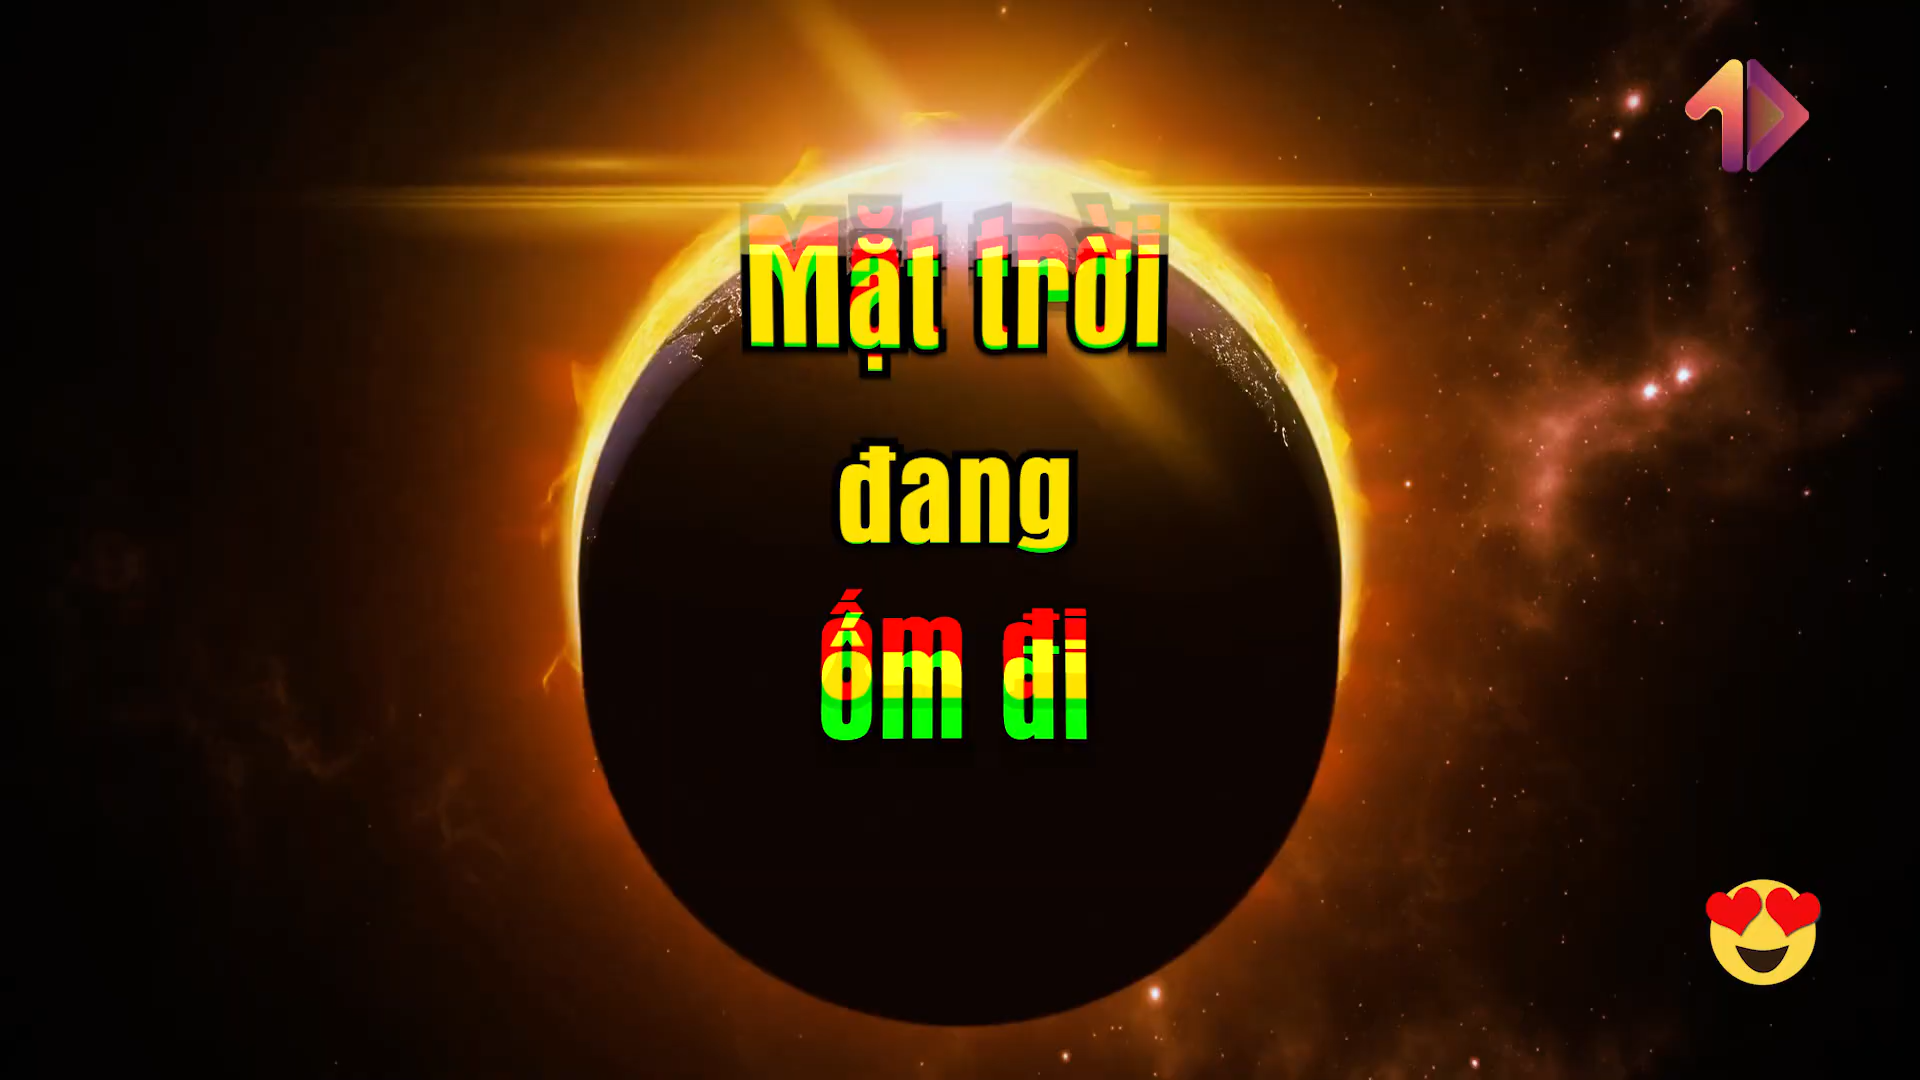 Mặt trời
đang
ốm đi